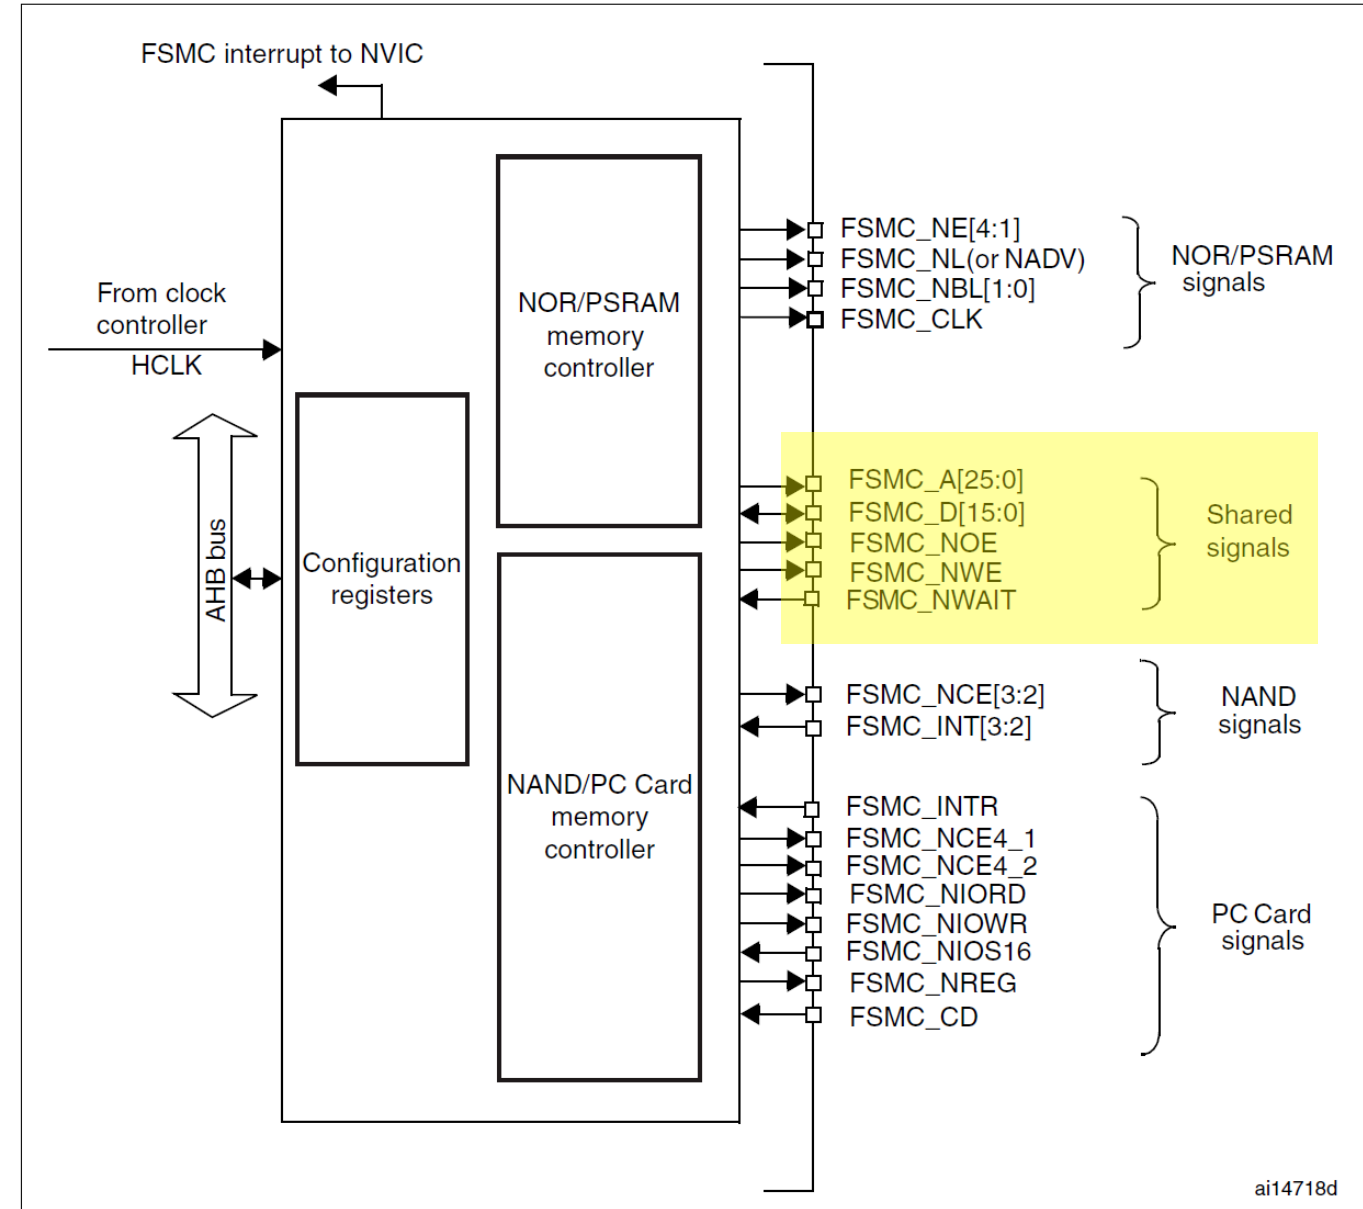 FSMC interrupt to NVIC
From clock
controller
HCLK
AHB bus
Configuration
registers
NOR/PSRAM
memory
controller
NAND/PC Card
memory
controller
FSMC_NE[4:1]
FSMC_NL(or NADV)
FSMC_NBL[1:0]
FSMC_CLK
NOR/PSRAM
signals
FSMC_A[25:0]
FSMC_D[15:0]
FSMC_NOE
FSMC_NWE
FSMC_NWAIT
Shared
signals
FSMC_NCE[3:2]
FSMC_INT[3:2]
NAND
signals
FSMC_INTR
FSMC_NCE4_1
FSMC_NCE4_2
FSMC_NIORD
FSMC_NIOWR
FSMC_NIOS16
FSMC_NREG
FSMC_CD
PC Card
signals
ai14718d